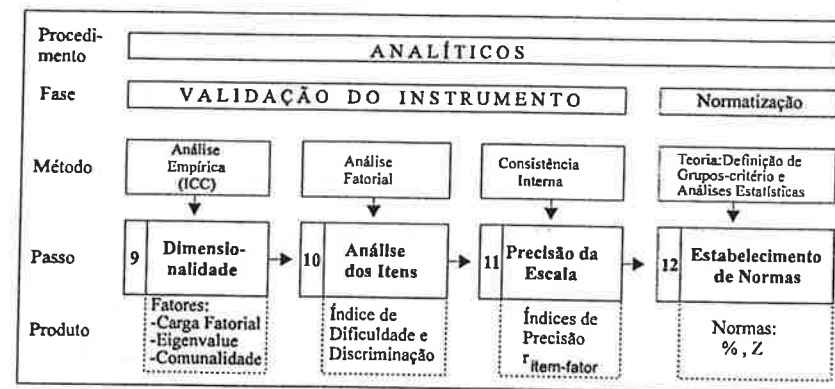 Procedi-
mento
ANALÍTICOS
Fase
VALIDAÇÃO DO INSTRUMENTO
Normatização
Método
Análise
Empírica
(ICC)
Análise
Fatorial
Consistência
Interna
Teoria:Definição de
Grupos-critério e
Análises Estatísticas
Passo
9
Dimensio-
nalidade
10
Análise
dos Itens
11
Precisão da
Escala
12
Estabelecimento
de Normas
Produto
Fatores:
-Carga Fatorial
-Eigenvalue
-Comunalidade
Índice de
Dificuldade e
Discriminação
Índices de
Precisão
r item-fator
Normas:
%, Z